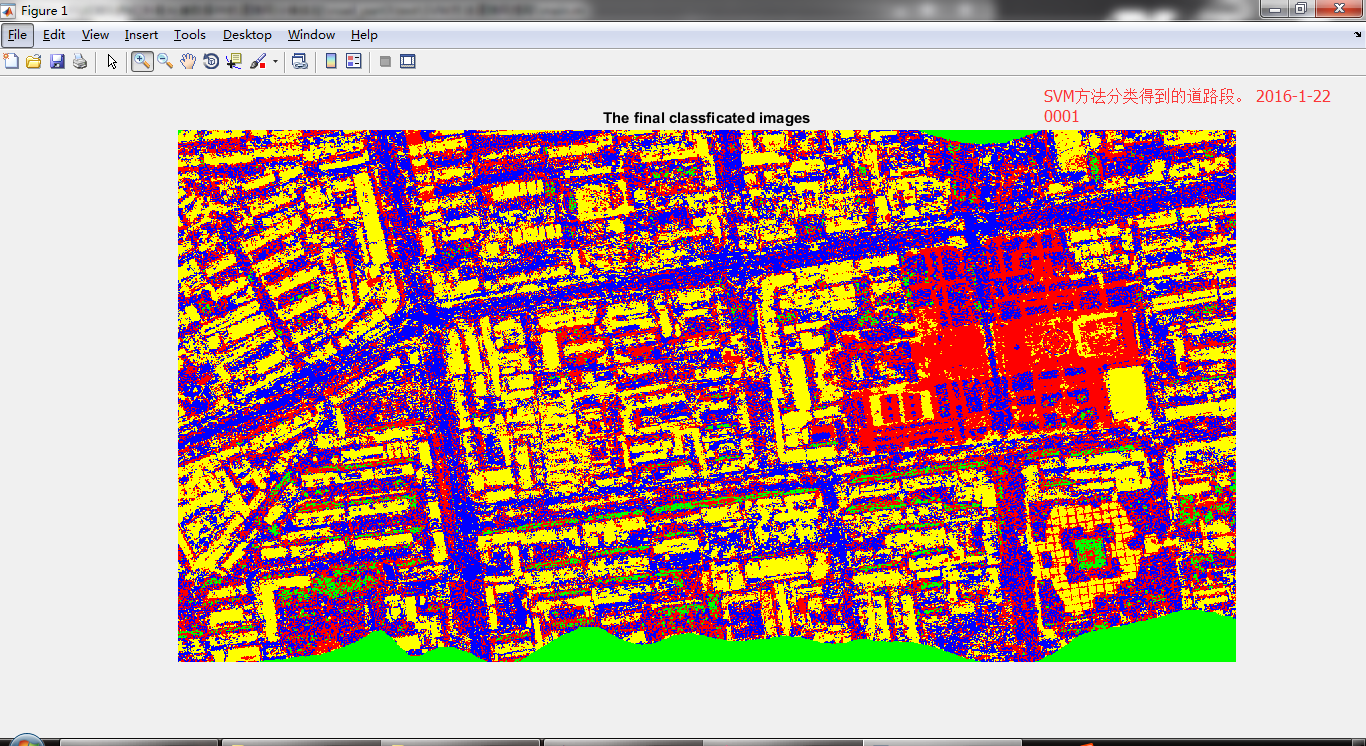 Figure 1
File Edit View Insert Tools Desktop Window Help
SVM方法分类得到的道路段。 2016-1-22
0001
The final classficated images